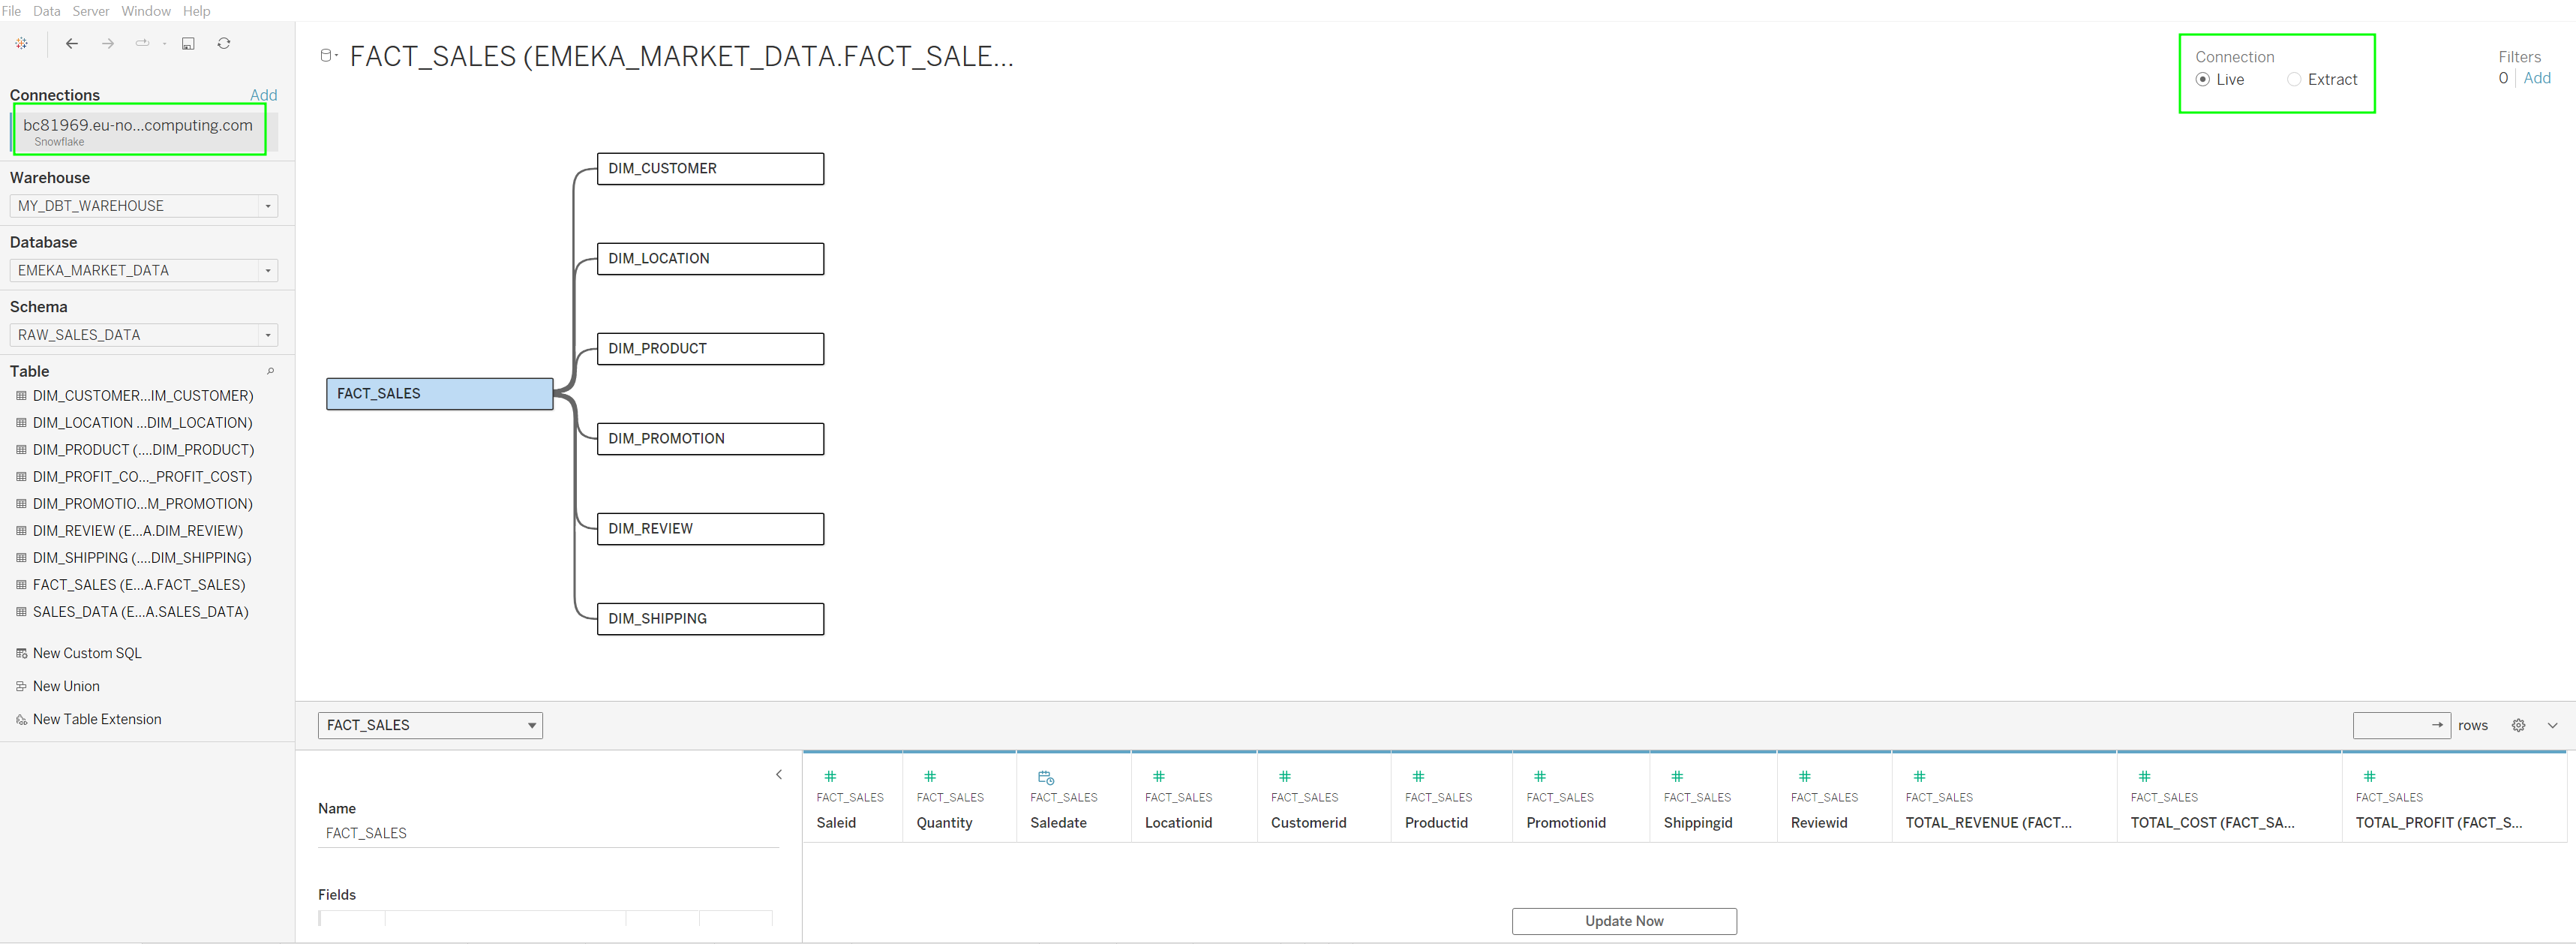 File Data Server Window Help
FACT_SALES (EMEKA_MARKET_DATA.FACT_SALE...
Connection
Live Extract
Filters
0 Add
Connections Add
bc81969.eu-no...computing.com
Snowflake
Warehouse
MY_DBT_WAREHOUSE
Database
EMEKA_MARKET_DATA
Schema
RAW_SALES_DATA
Table
DIM_CUSTOMER...IM_CUSTOMER)
DIM_LOCATION ...DIM_LOCATION)
DIM_PRODUCT (....DIM_PRODUCT)
DIM_PROFIT_CO..._PROFIT_COST)
DIM_PROMOTIO...M_PROMOTION)
DIM_REVIEW (E...A.DIM_REVIEW)
DIM_SHIPPING (....DIM_SHIPPING)
FACT_SALES (E...A.FACT_SALES)
SALES_DATA (E...A.SALES_DATA)
New Custom SQL
New Union
New Table Extension
FACT_SALES
DIM_CUSTOMER
DIM_LOCATION
DIM_PRODUCT
DIM_PROMOTION
DIM_REVIEW
DIM_SHIPPING
FACT_SALES
rows
Name
FACT_SALES
Fields
FACT_SALES FACT_SALES FACT_SALES FACT_SALES FACT_SALES FACT_SALES FACT_SALES FACT_SALES FACT_SALES FACT_SALES FACT_SALES FACT_SALES
Saleid Quantity Saledate Locationid Customerid Productid Promotionid Shippingid Reviewid TOTAL_REVENUE (FACT... TOTAL_COST (FACT_SA... TOTAL_PROFIT (FACT_S...
Update Now